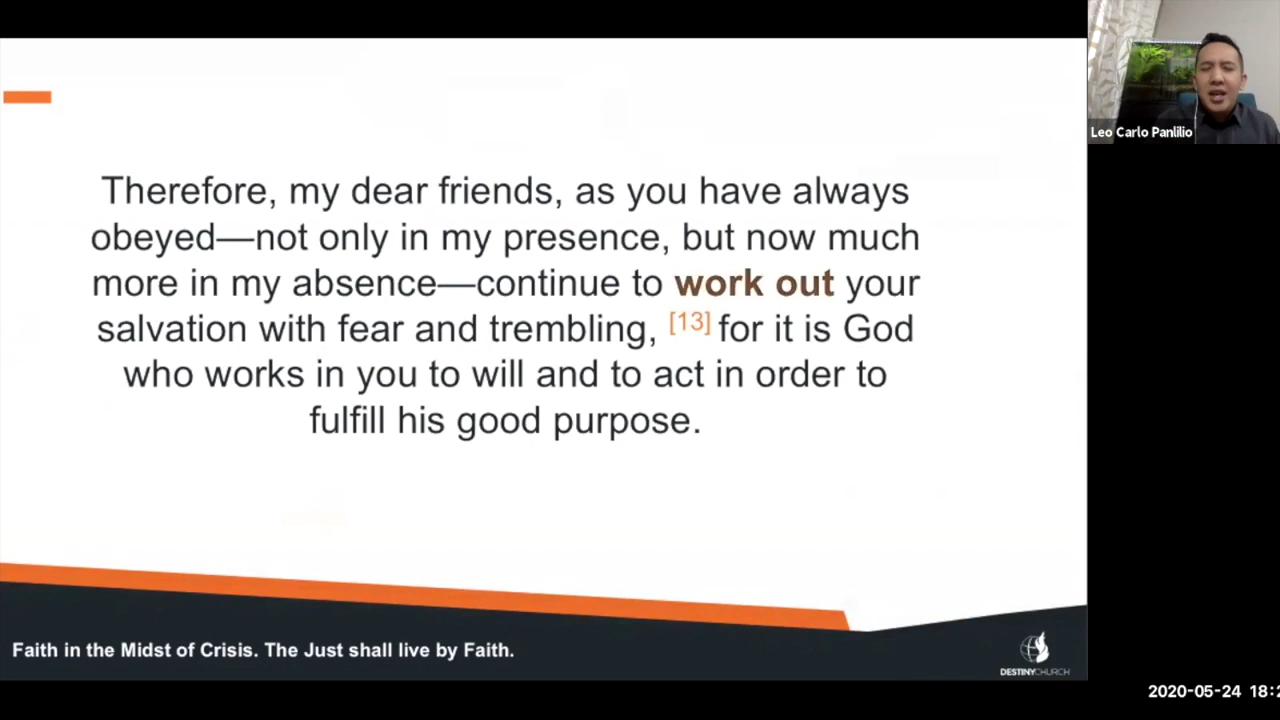 Therefore, my dear friends, as you have always
obeyed—not only in my presence, but now much
more in my absence—continue to work out your
salvation with fear and trembling, [13] for it is God
who works in you to will and to act in order to
fulfill his good purpose.
Faith in the Midst of Crisis. The Just shall live by Faith.
DESTINYCHURCH
Leo Carlo Panlilio
2020-05-24 18:2